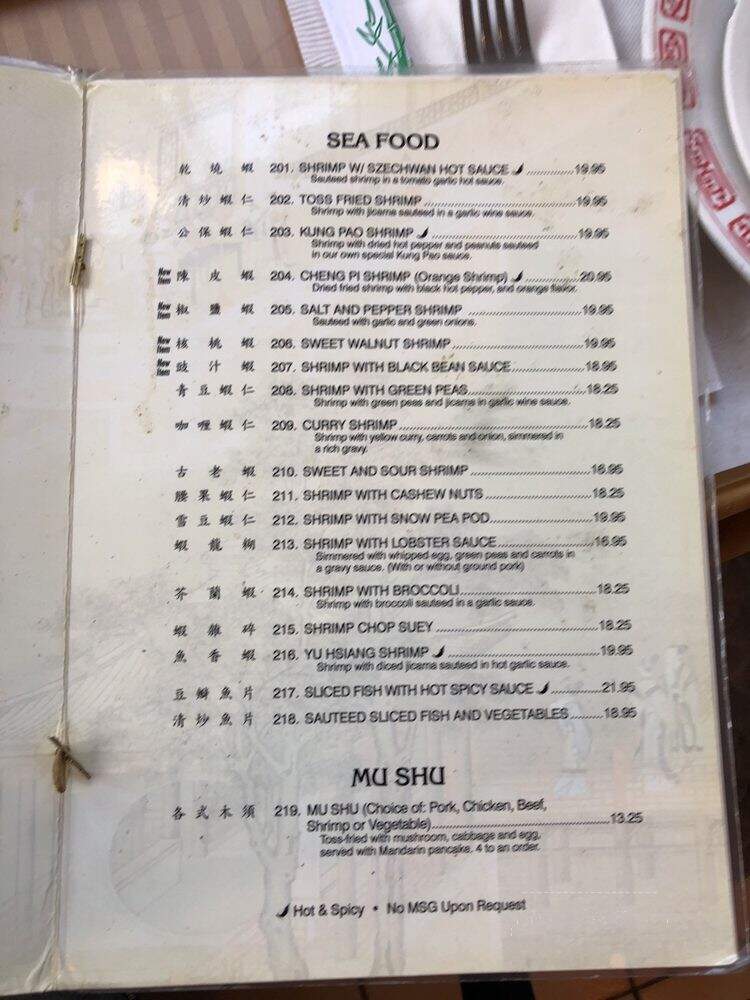 SEA FOOD
乾燒蝦 201. SHRIMP W/ SZECHWAN HOT SAUCE 19.95
Sauteed shrimp in a tomato garlic hot sauce.
清炒蝦仁 202. TOSS FRIED SHRIMP 19.95
Shrimp with jicama sauteed in a garlic wine sauce.
公保蝦仁 203. KUNG PAO SHRIMP 19.95
Shrimp with dried hot pepper and peanuts sauteed
in our own special Kung Pao sauce.
New Item 陳皮蝦 204. CHENG PI SHRIMP (Orange Shrimp) 20.95
Dried fried shrimp with black hot pepper, and orange flavor.
New Item 椒鹽蝦 205. SALT AND PEPPER SHRIMP 19.95
Sauteed with garlic and green onions.
New Item 核桃蝦 206. SWEET WALNUT SHRIMP 19.95
New Item 豉汁蝦 207. SHRIMP WITH BLACK BEAN SAUCE 18.95
青豆蝦仁 208. SHRIMP WITH GREEN PEAS 18.25
Shrimp with green peas and jicama in garlic wine sauce.
咖喱蝦仁 209. CURRY SHRIMP 18.25
Shrimp with yellow curry, carrots and onion, simmered in
a rich gravy.
古老蝦 210. SWEET AND SOUR SHRIMP 16.95
腰果蝦仁 211. SHRIMP WITH CASHEW NUTS 18.25
雪豆蝦仁 212. SHRIMP WITH SNOW PEA POD 19.95
蝦龍糊 213. SHRIMP WITH LOBSTER SAUCE 16.95
Simmered with whipped egg, green peas and carrots in
a gravy sauce. (With or without ground pork)
芥蘭蝦 214. SHRIMP WITH BROCCOLI 18.25
Shrimp with broccoli sauteed in a garlic sauce.
蝦雜碎 215. SHRIMP CHOP SUEY 18.25
魚香蝦 216. YU HSIANG SHRIMP 19.95
Shrimp with diced jicama sauteed in hot garlic sauce.
豆瓣魚片 217. SLICED FISH WITH HOT SPICY SAUCE 21.95
清炒魚片 218. SAUTEED SLICED FISH AND VEGETABLES 18.95
MU SHU
各式木須 219. MU SHU (Choice of: Pork, Chicken, Beef,
Shrimp or Vegetable) 13.25
Toss-fried with mushroom, cabbage and egg,
served with Mandarin pancake. 4 to an order.
Hot & Spicy • No MSG Upon Request